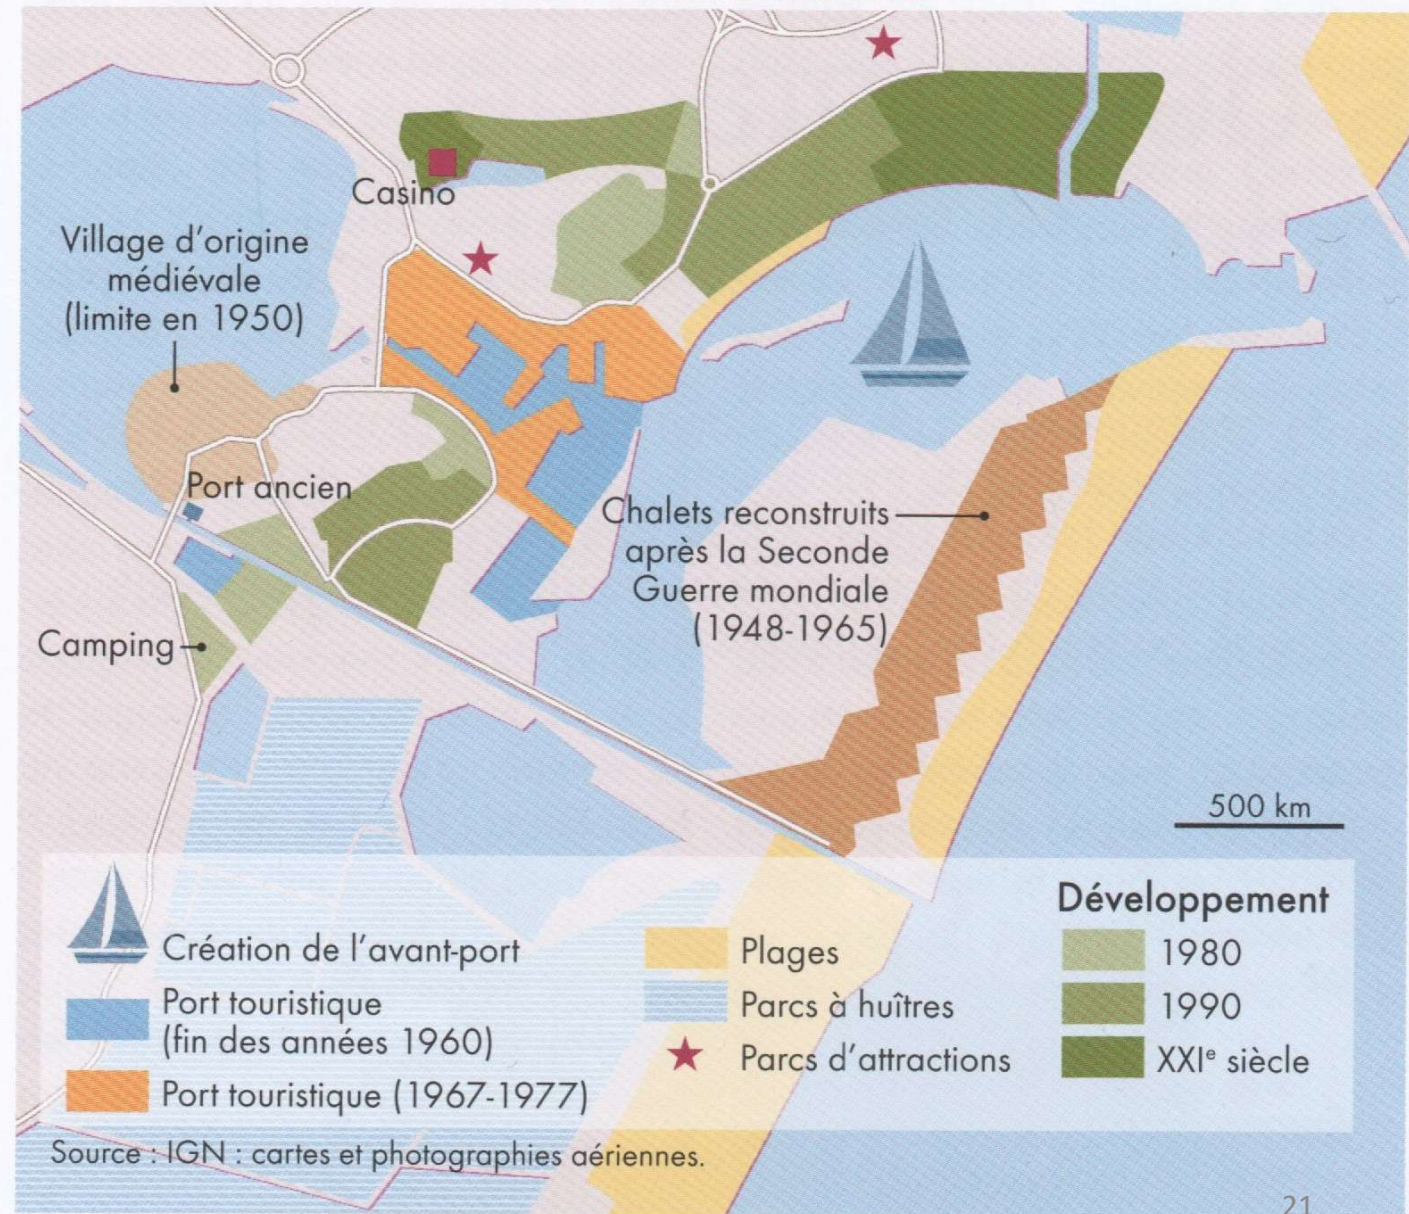 Casino
Village d'origine
médiévale
(limite en 1950)
Port ancien
Chalets reconstruits
après la Seconde
Guerre mondiale
(1948-1965)
Camping
500 km
Création de l'avant-port
Port touristique
(fin des années 1960)
Port touristique (1967-1977)
Plages
Parcs à huîtres
Parcs d'attractions
Développement
1980
1990
XXIᵉ siècle
Source : IGN : cartes et photographies aériennes.
21